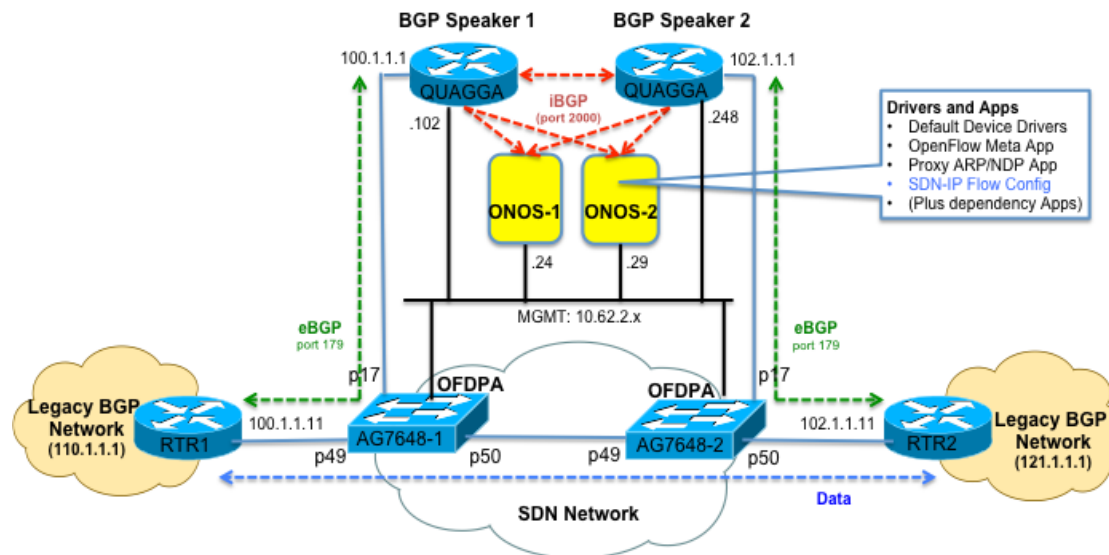 BGP Speaker 1
BGP Speaker 2
100.1.1.1
102.1.1.1
QUAGGA
QUAGGA
iBGP
(port 2000)
.102
.248
Drivers and Apps
• Default Device Drivers
• OpenFlow Meta App
• Proxy ARP/NDP App
• SDN-IP Flow Config
• (Plus dependency Apps)
ONOS-1
ONOS-2
.24
.29
MGMT: 10.62.2.x
eBGP
port 179
eBGP
port 179
p17
OFDPA
OFDPA
p17
Legacy BGP
Network
(110.1.1.1)
RTR1
100.1.1.11
AG7648-1
AG7648-2
102.1.1.11
RTR2
Legacy BGP
Network
(121.1.1.1)
p49
p50
p49
p50
Data
SDN Network